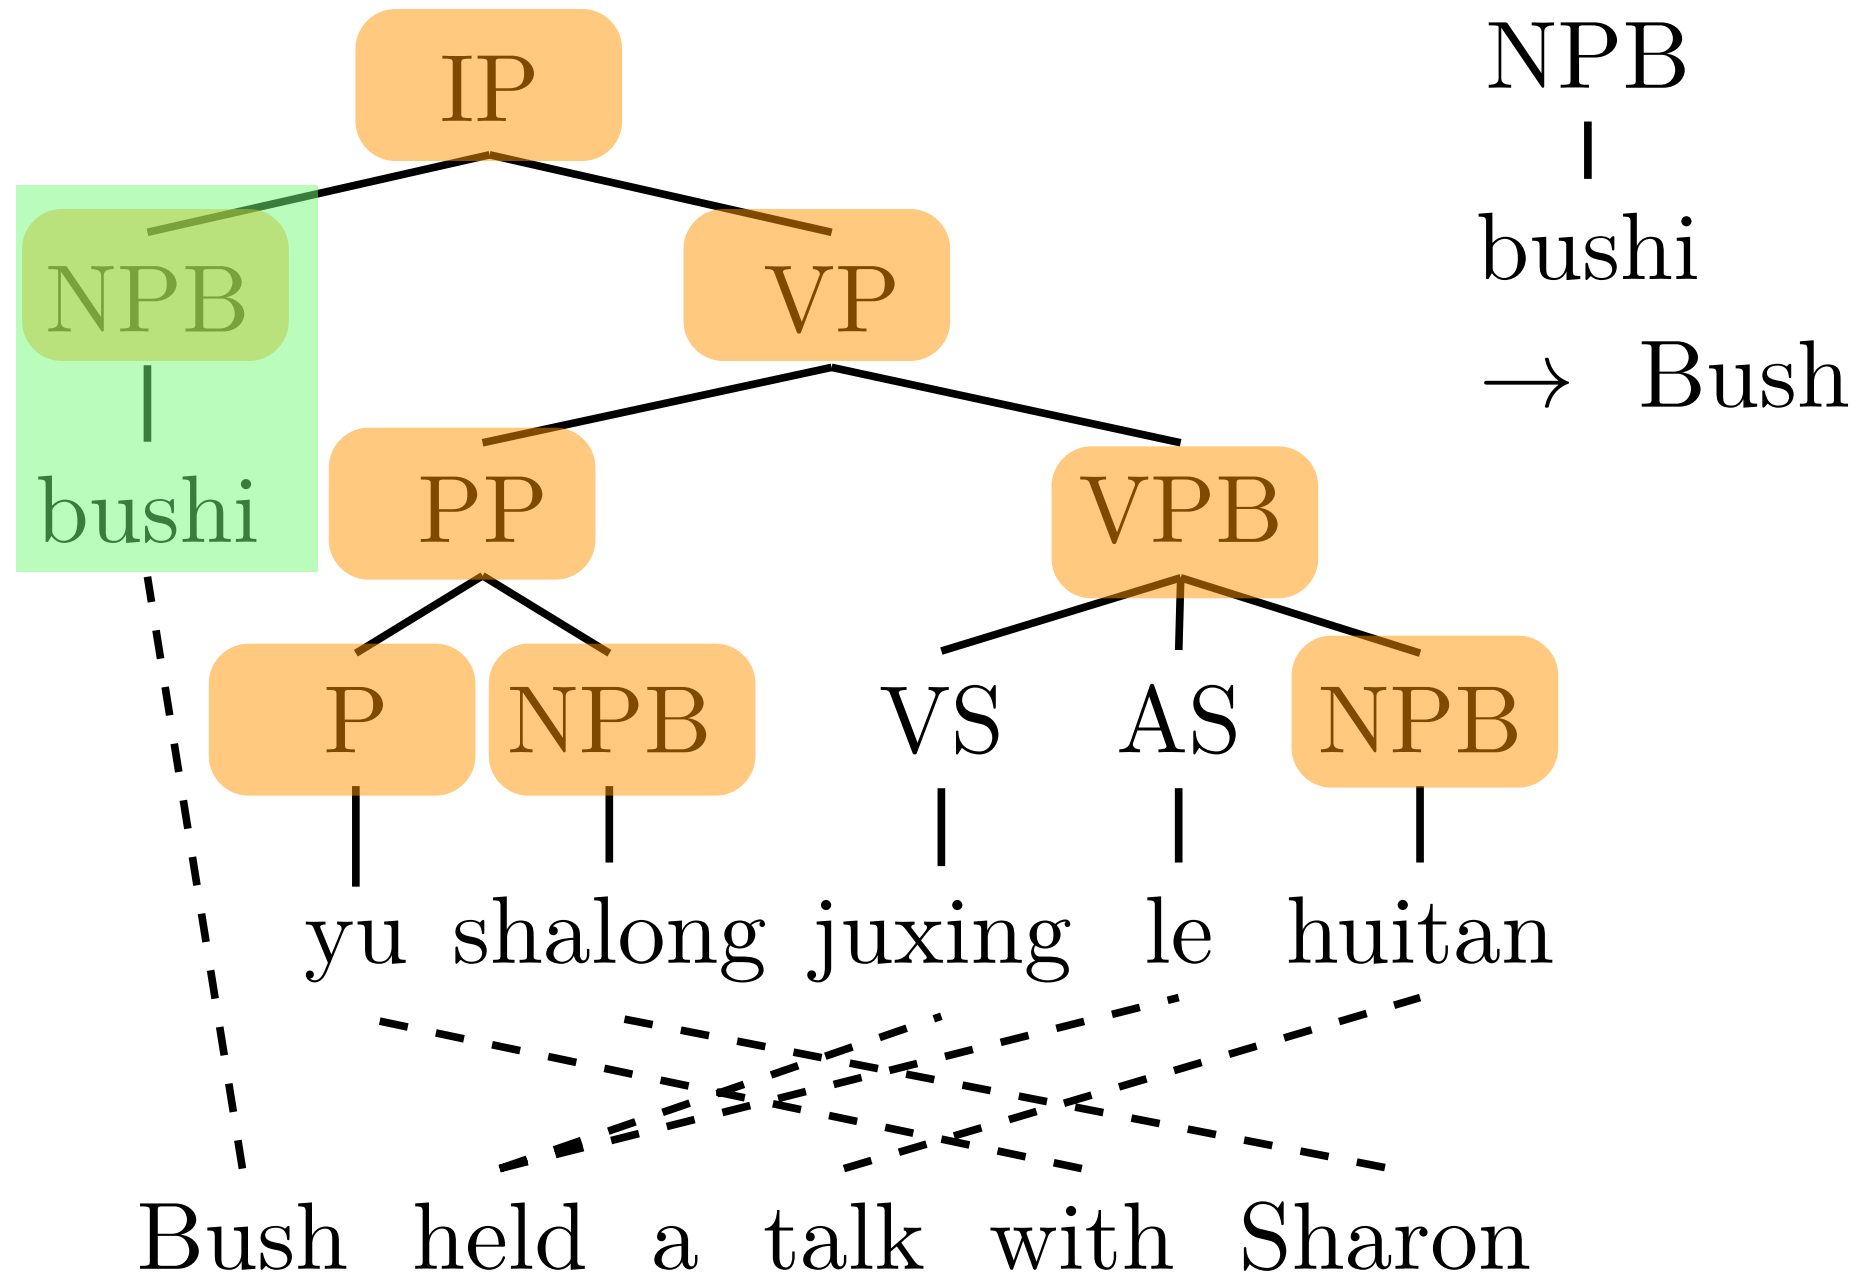 IP
NPB VP
bushi PP VPB
P NPB VS AS NPB
yu shalong juxing le huitan
Bush held a talk with Sharon
NPB
bushi
→ Bush